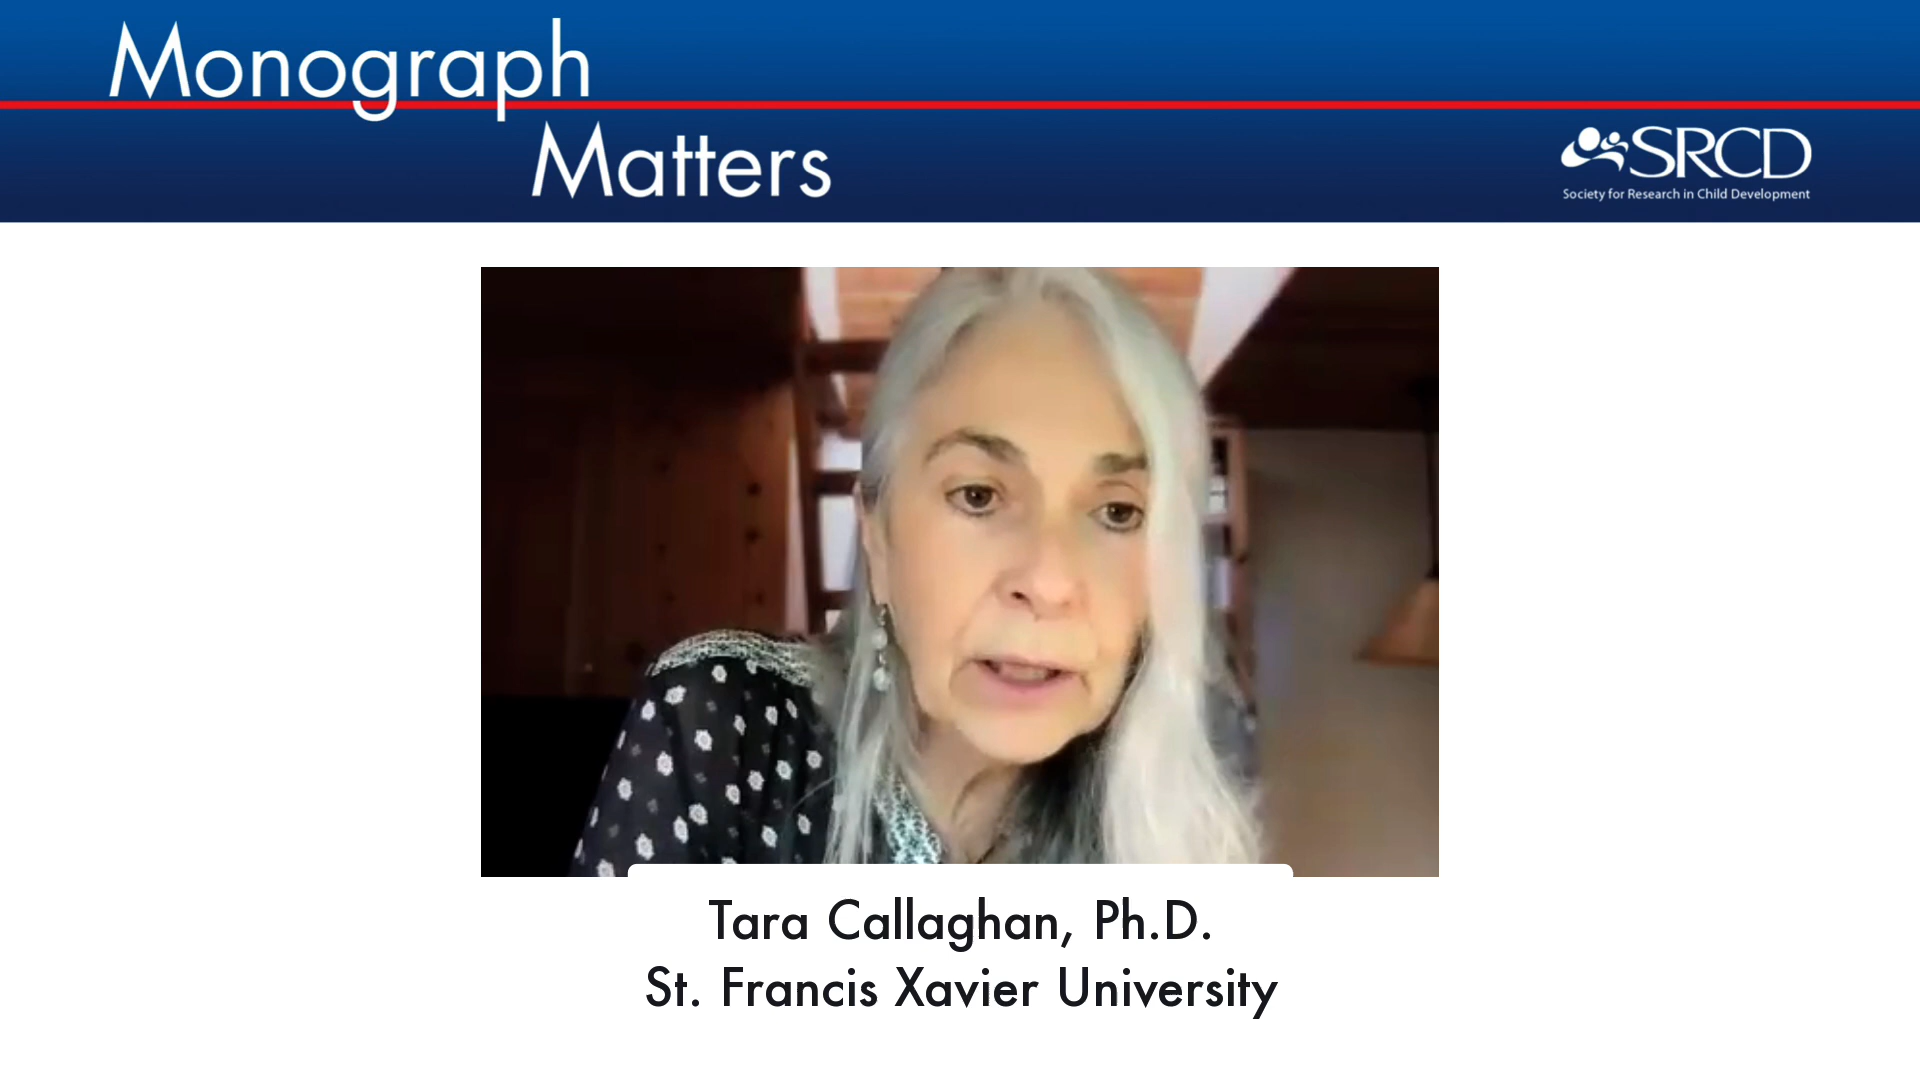 Monograph
Matters
SRCD
Society for Research in Child Development
Tara Callaghan, Ph.D.
St. Francis Xavier University